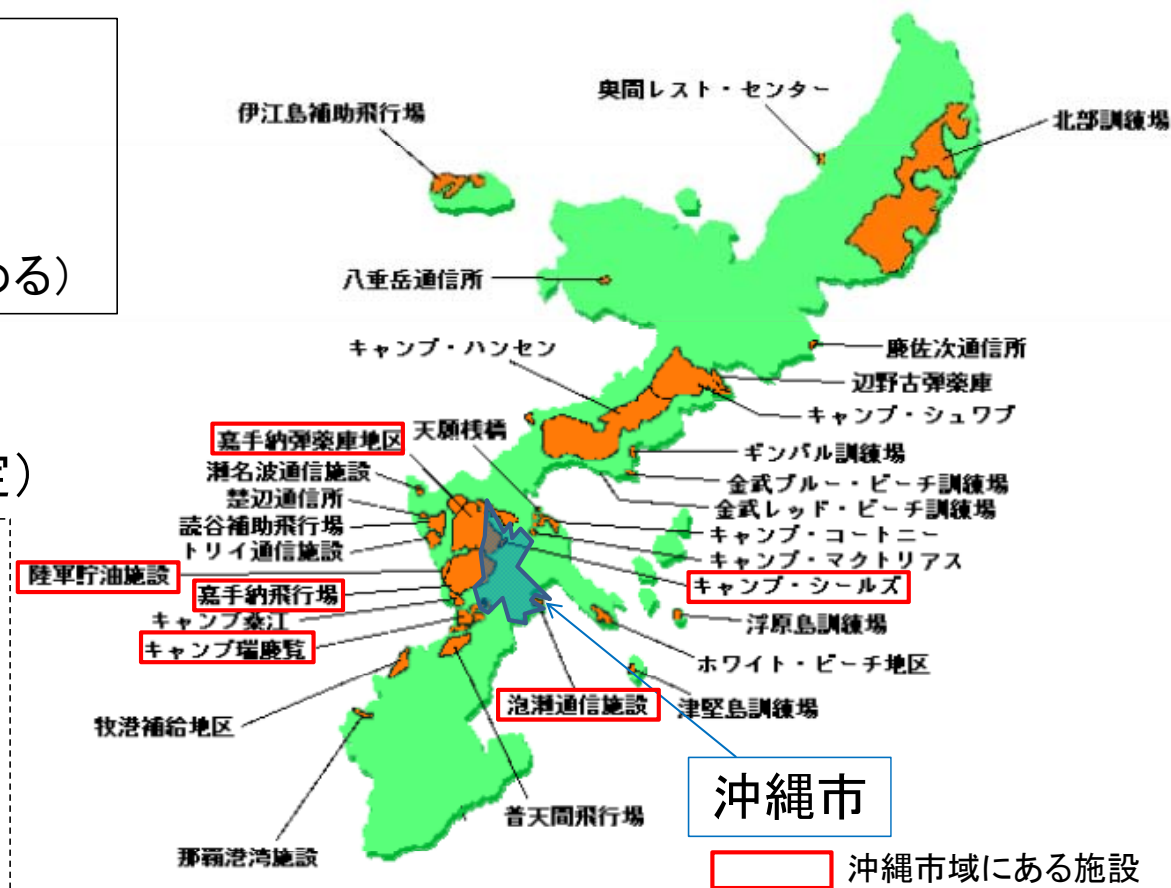 める)
定)
伊江島補助飛行場
奥間レスト・センター
北部訓練場
八重岳通信所
キャンプ・ハンセン
慶佐次通信所
辺野古弾薬庫
キャンプ・シュワブ
天願桟橋
嘉手納弾薬庫地区
ギンバル訓練場
瀬名波通信施設
金武ブルー・ビーチ訓練場
楚辺通信所
金武レッド・ビーチ訓練場
読谷補助飛行場
キャンプ・コートニー
トリイ通信施設
キャンプ・マクトリアス
陸軍貯油施設
キャンプ・シールズ
嘉手納飛行場
キャンプ桑江
浮原島訓練場
キャンプ瑞慶覧
ホワイト・ビーチ地区
泡瀬通信施設
津堅島訓練場
牧港補給地区
沖縄市
普天間飛行場
那覇港湾施設
沖縄市域にある施設